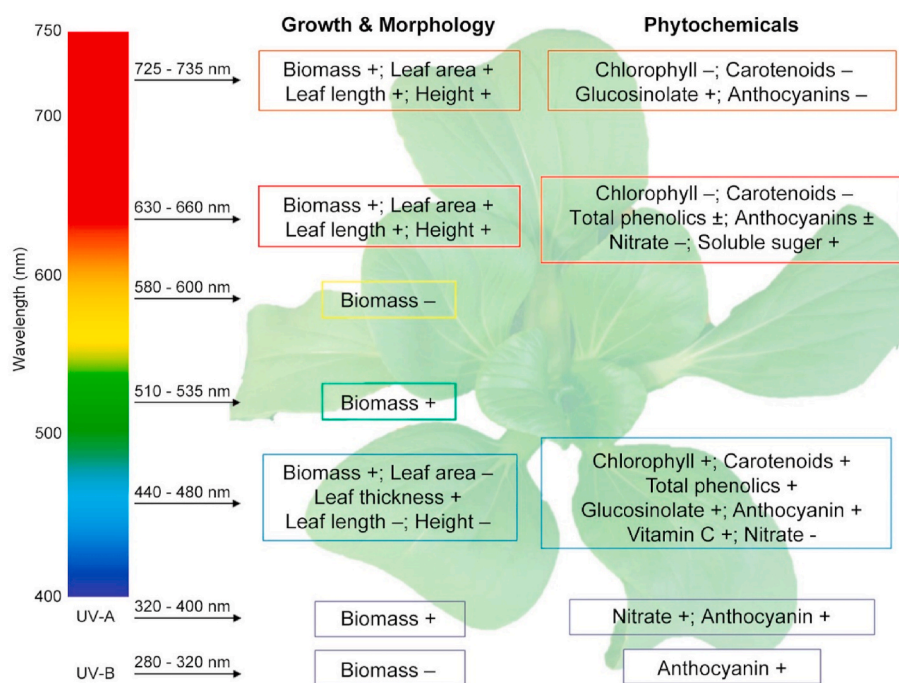 Growth & Morphology
Phytochemicals
Wavelength (nm)
750
700
600
500
400
UV-A
UV-B
725 - 735 nm
Biomass +; Leaf area +
Leaf length +; Height +
Chlorophyll –; Carotenoids –
Glucosinolate +; Anthocyanins –
630 - 660 nm
Biomass +; Leaf area +
Leaf length +; Height +
Chlorophyll –; Carotenoids –
Total phenolics ±; Anthocyanins ±
Nitrate –; Soluble suger +
580 - 600 nm
Biomass –
510 - 535 nm
Biomass +
440 - 480 nm
Biomass +; Leaf area –
Leaf thickness +
Leaf length –; Height –
Chlorophyll +; Carotenoids +
Total phenolics +
Glucosinolate +; Anthocyanin +
Vitamin C +; Nitrate -
320 - 400 nm
Biomass +
Nitrate +; Anthocyanin +
280 - 320 nm
Biomass –
Anthocyanin +